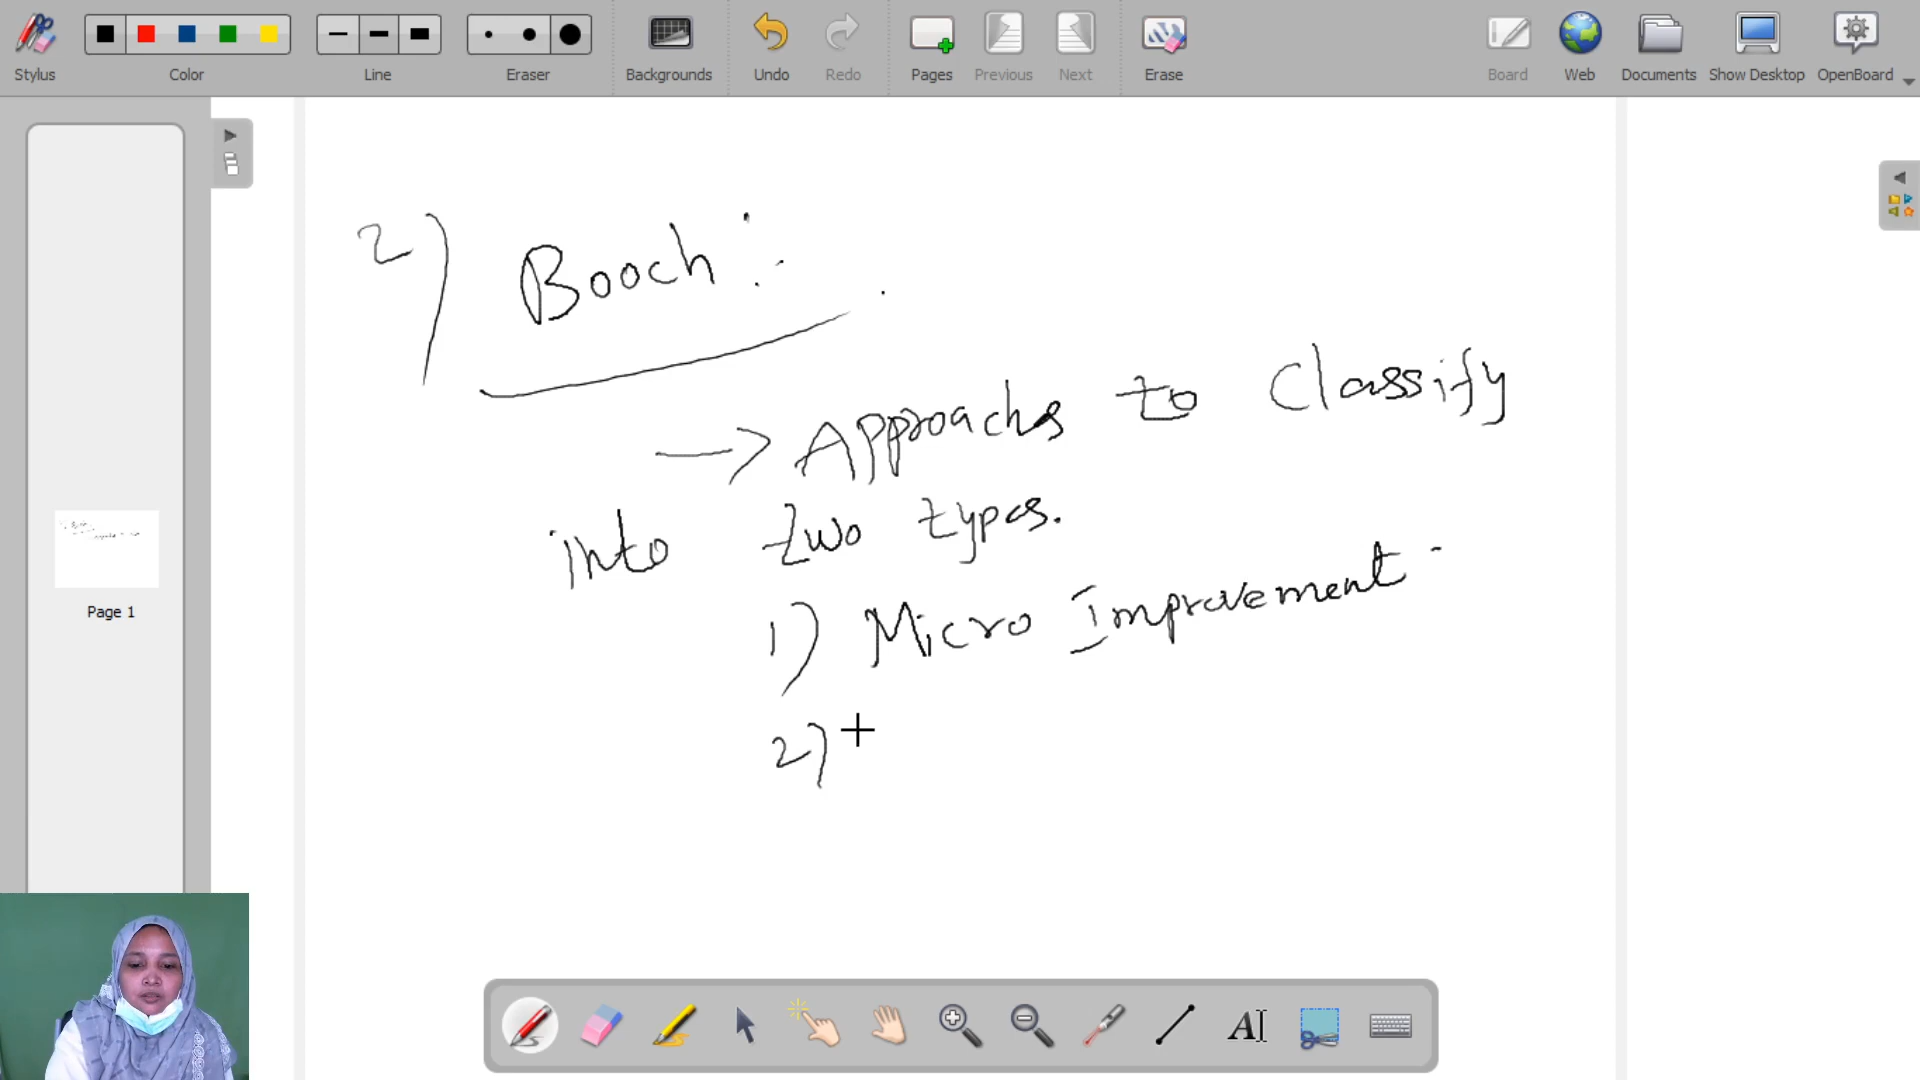 Stylus
Color
Line
Eraser
Backgrounds
Undo
Redo
Pages
Previous
Next
Erase
Board
Web
Documents
Show Desktop
OpenBoard
2) Booch :
→ Approachs to Classify
into two types.
1) Micro Improvement
2)
Page 1
AI